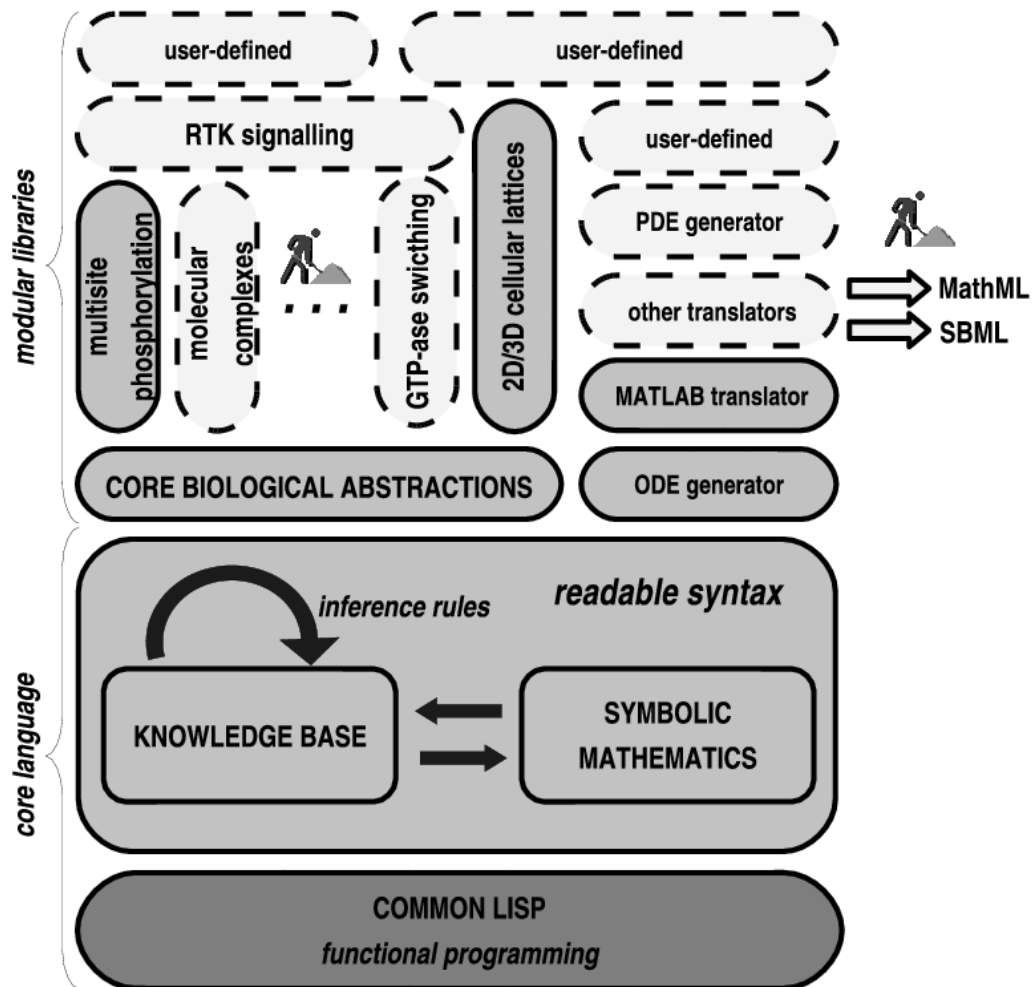 user-defined
user-defined
RTK signalling
user-defined
multisite
phosphorylation
molecular
complexes
. . .
GTP-ase swicthing
2D/3D cellular lattices
PDE generator
other translators
MathML
SBML
MATLAB translator
CORE BIOLOGICAL ABSTRACTIONS
ODE generator
modular libraries
readable syntax
inference rules
KNOWLEDGE BASE
SYMBOLIC
MATHEMATICS
core language
COMMON LISP
functional programming